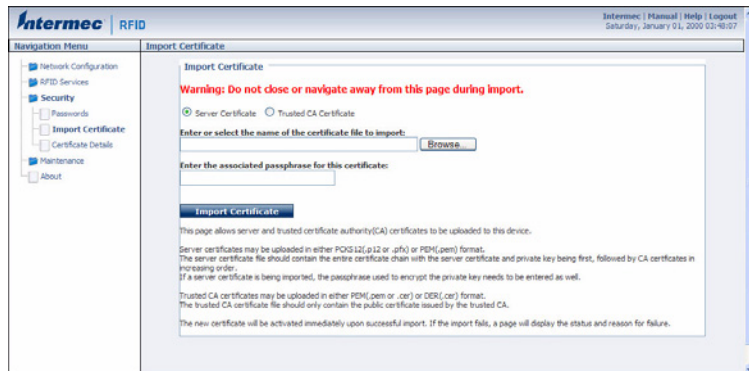 Intermec RFID
Intermec | Manual | Help | Logout
Saturday, January 01, 2000 03:48:07
Navigation Menu
Import Certificate
Network Configuration
RFID Services
Security
Passwords
Import Certificate
Certificate Details
Maintenance
About
Import Certificate
Warning: Do not close or navigate away from this page during import.
Server Certificate Trusted CA Certificate
Enter or select the name of the certificate file to import:
Browse...
Enter the associated passphrase for this certificate:
Import Certificate
This page allows server and trusted certificate authority(CA) certificates to be uploaded to this device.
Server certificates may be uploaded in either PCKS12(.p12 or .pfx) or PEM(.pem) format.
The server certificate file should contain the entire certificate chain with the server certificate and private key being first, followed by CA certficates in
increasing order.
If a server certificate is being imported, the passphrase used to encrypt the private key needs to be entered as well.
Trusted CA certificates may be uploaded in either PEM(.pem or .cer) or DER(.cer) format.
The trusted CA certificate file should only contain the public certificate issued by the trusted CA.
The new certificate will be activated immediately upon successful import. If the import fails, a page will display the status and reason for failure.